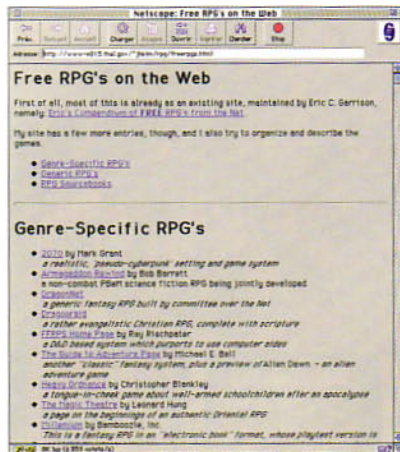 Netscape: Free RPG's on the Web
Charger
Ouvrir
Chercher
Stop
Free RPG's on the Web
First of all, most of this is already as an existing site, maintained by Eric C. Garrison,
namely: Eric's Compendium of FREE RPG's from the Net.
My site has a few more entries, though, and I also try to organize and describe the
games.
Genre-Specific RPG's
Generic RPG's
RPG Sourcebooks
Genre-Specific RPG's
2070 by Mark Grant
a realistic, 'pseudo-cyberpunk' setting and game system
Armageddon Rewind by Bob Barrett
a non-combat PBeM science fiction RPG being jointly developed
DragonNet
a generic fantasy RPG built by committee over the Net
Dragonraid
a rather evangelistic Christian RPG, complete with scripture
FERPS Home Page by Ray Rischpater
a D&D based system which purports to use computer aides
The Guide to Adventure Page by Michael E. Ball
another "classic" fantasy system, plus a preview of Alien Dawn - an alien
adventure game
Heavy Ordnance by Christopher Blankley
a tongue-in-cheek game about well-armed schoolchildren after an apocalypse
The Magic Theatre by Leonard Hung
a page on the beginnings of an authentic Oriental RPG
Millenium by Bamboozle, Inc.
This is a fantasy RPG in an "electronic book" format, whose playtest version is